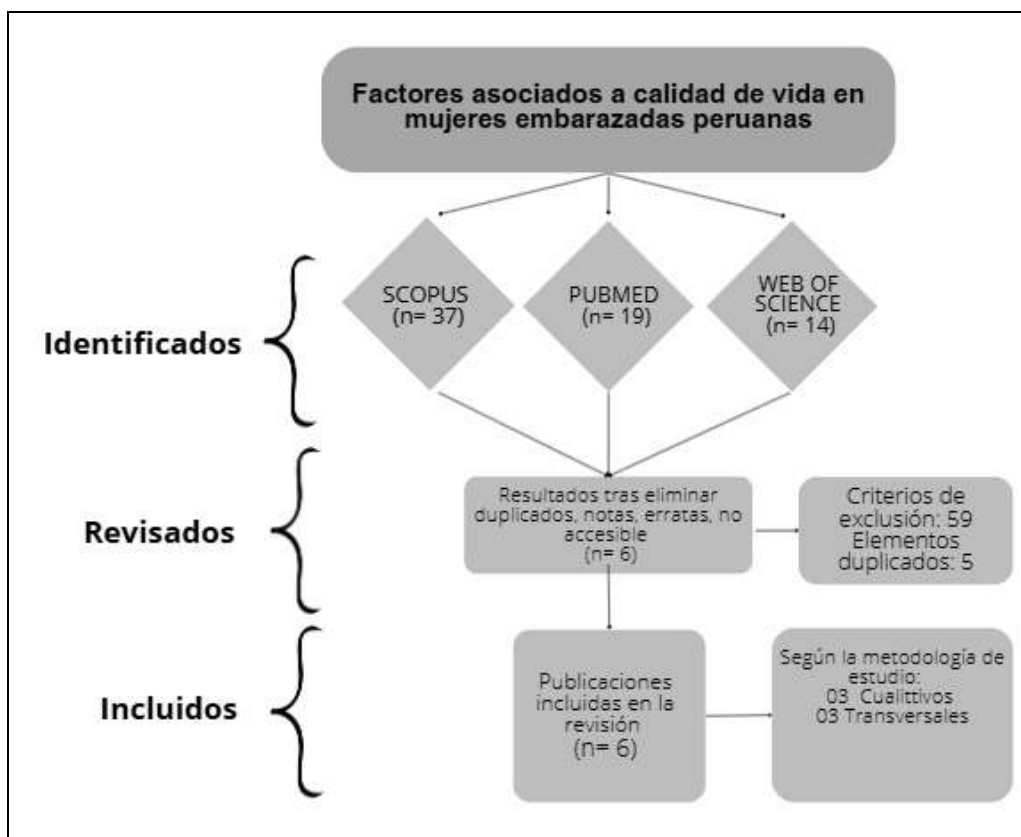 Factores asociados a calidad de vida en
mujeres embarazadas peruanas
Identificados
SCOPUS
(n= 37)
PUBMED
(n= 19)
WEB OF
SCIENCE
(n= 14)
Revisados
Resultados tras eliminar
duplicados, notas, erratas, no
accesible
(n= 6)
Criterios de
exclusión: 59
Elementos
duplicados: 5
Incluidos
Publicaciones
incluidas en la
revisión
(n= 6)
Según la metodología de
estudio:
03 Cualittivos
03 Transversales